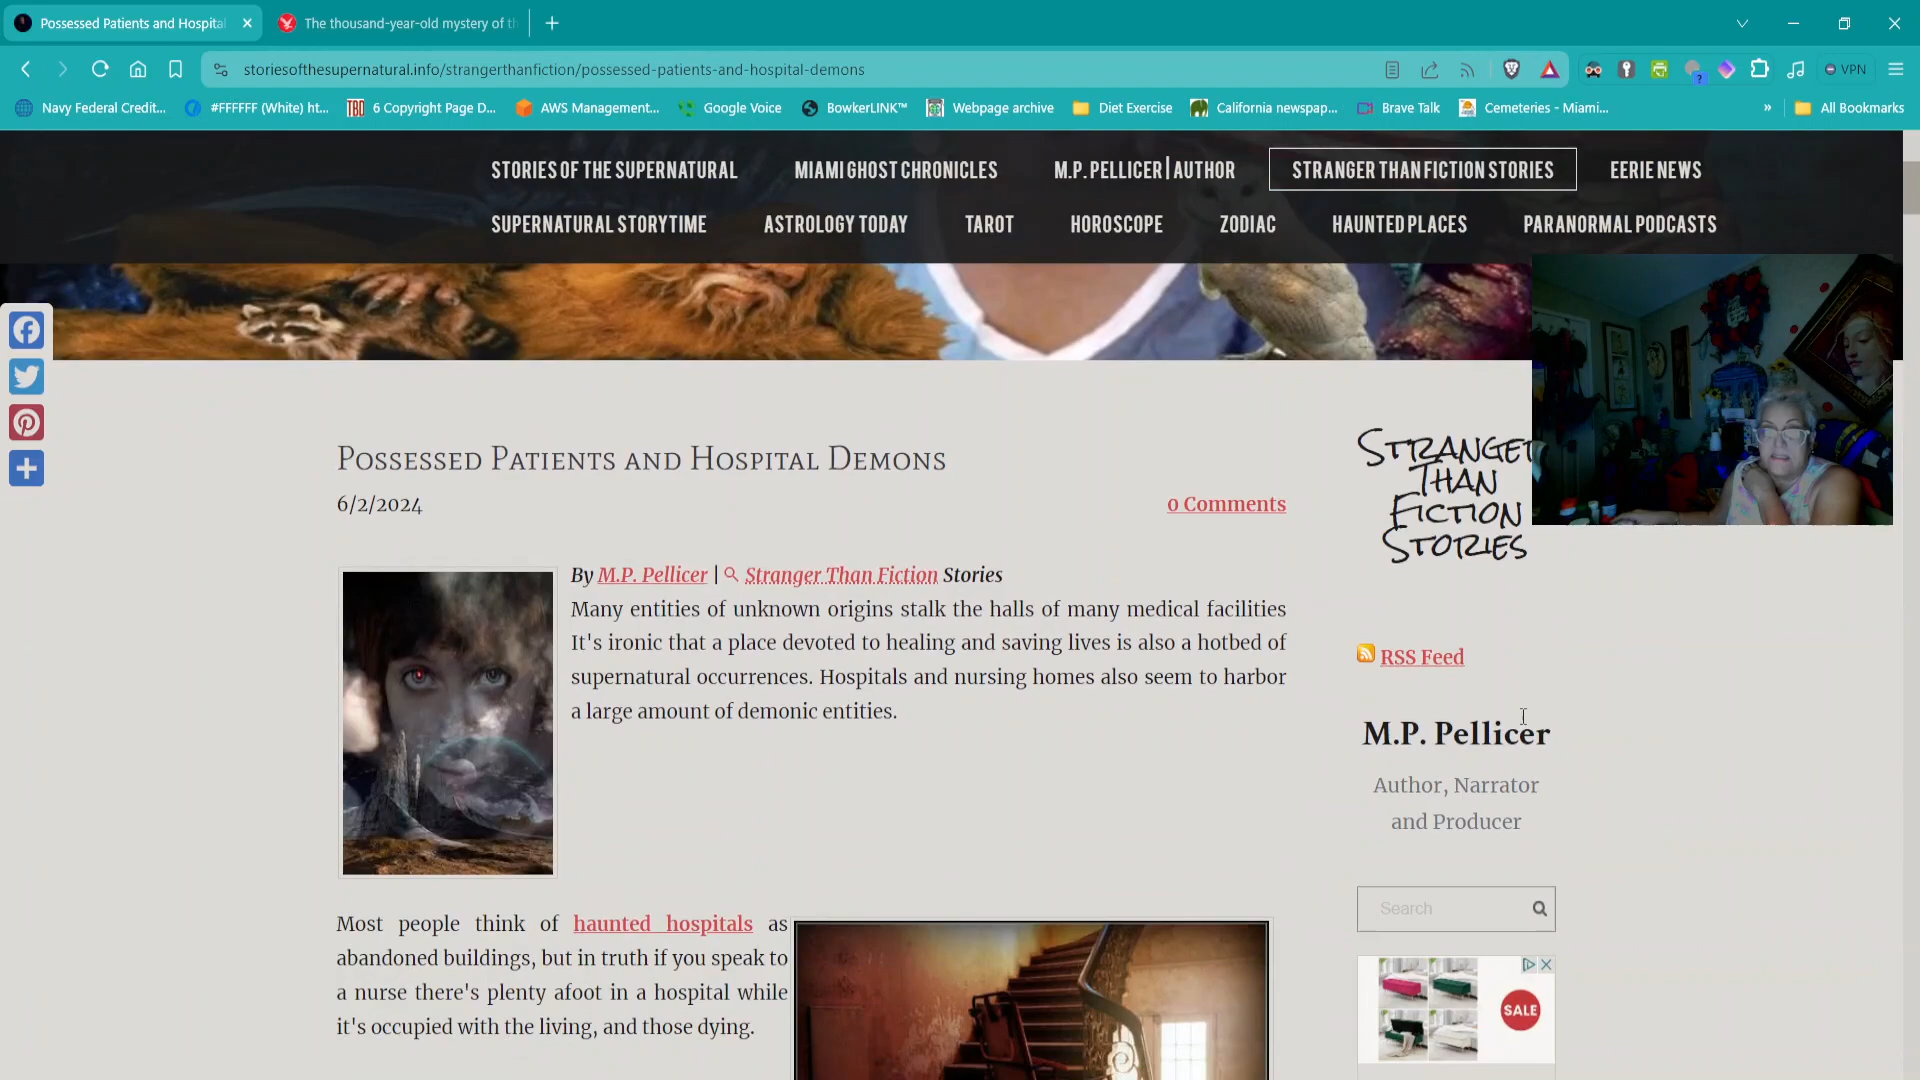 Possessed Patients and Hospital
The thousand-year-old mystery of th
storiesofthesupernatural.info/strangerthanfiction/possessed-patients-and-hospital-demons
VPN
Navy Federal Credit...
#FFFFFF (White) ht...
6 Copyright Page D...
AWS Management...
Google Voice
BowkerLINK™
Webpage archive
Diet Exercise
California newspap...
Brave Talk
Cemeteries - Miami...
»
All Bookmarks
STORIES OF THE SUPERNATURAL
MIAMI GHOST CHRONICLES
M.P. PELLICER | AUTHOR
STRANGER THAN FICTION STORIES
EERIE NEWS
SUPERNATURAL STORYTIME
ASTROLOGY TODAY
TAROT
HOROSCOPE
ZODIAC
HAUNTED PLACES
PARANORMAL PODCASTS
Possessed Patients and Hospital Demons
6/2/2024
0 Comments
By M.P. Pellicer | Stranger Than Fiction Stories
Many entities of unknown origins stalk the halls of many medical facilities
It's ironic that a place devoted to healing and saving lives is also a hotbed of
supernatural occurrences. Hospitals and nursing homes also seem to harbor
a large amount of demonic entities.
Most people think of haunted hospitals as
abandoned buildings, but in truth if you speak to
a nurse there's plenty afoot in a hospital while
it's occupied with the living, and those dying.
Stranger
Than
Fiction
Stories
RSS Feed
M.P. Pellicer
Author, Narrator
and Producer
Search
SALE